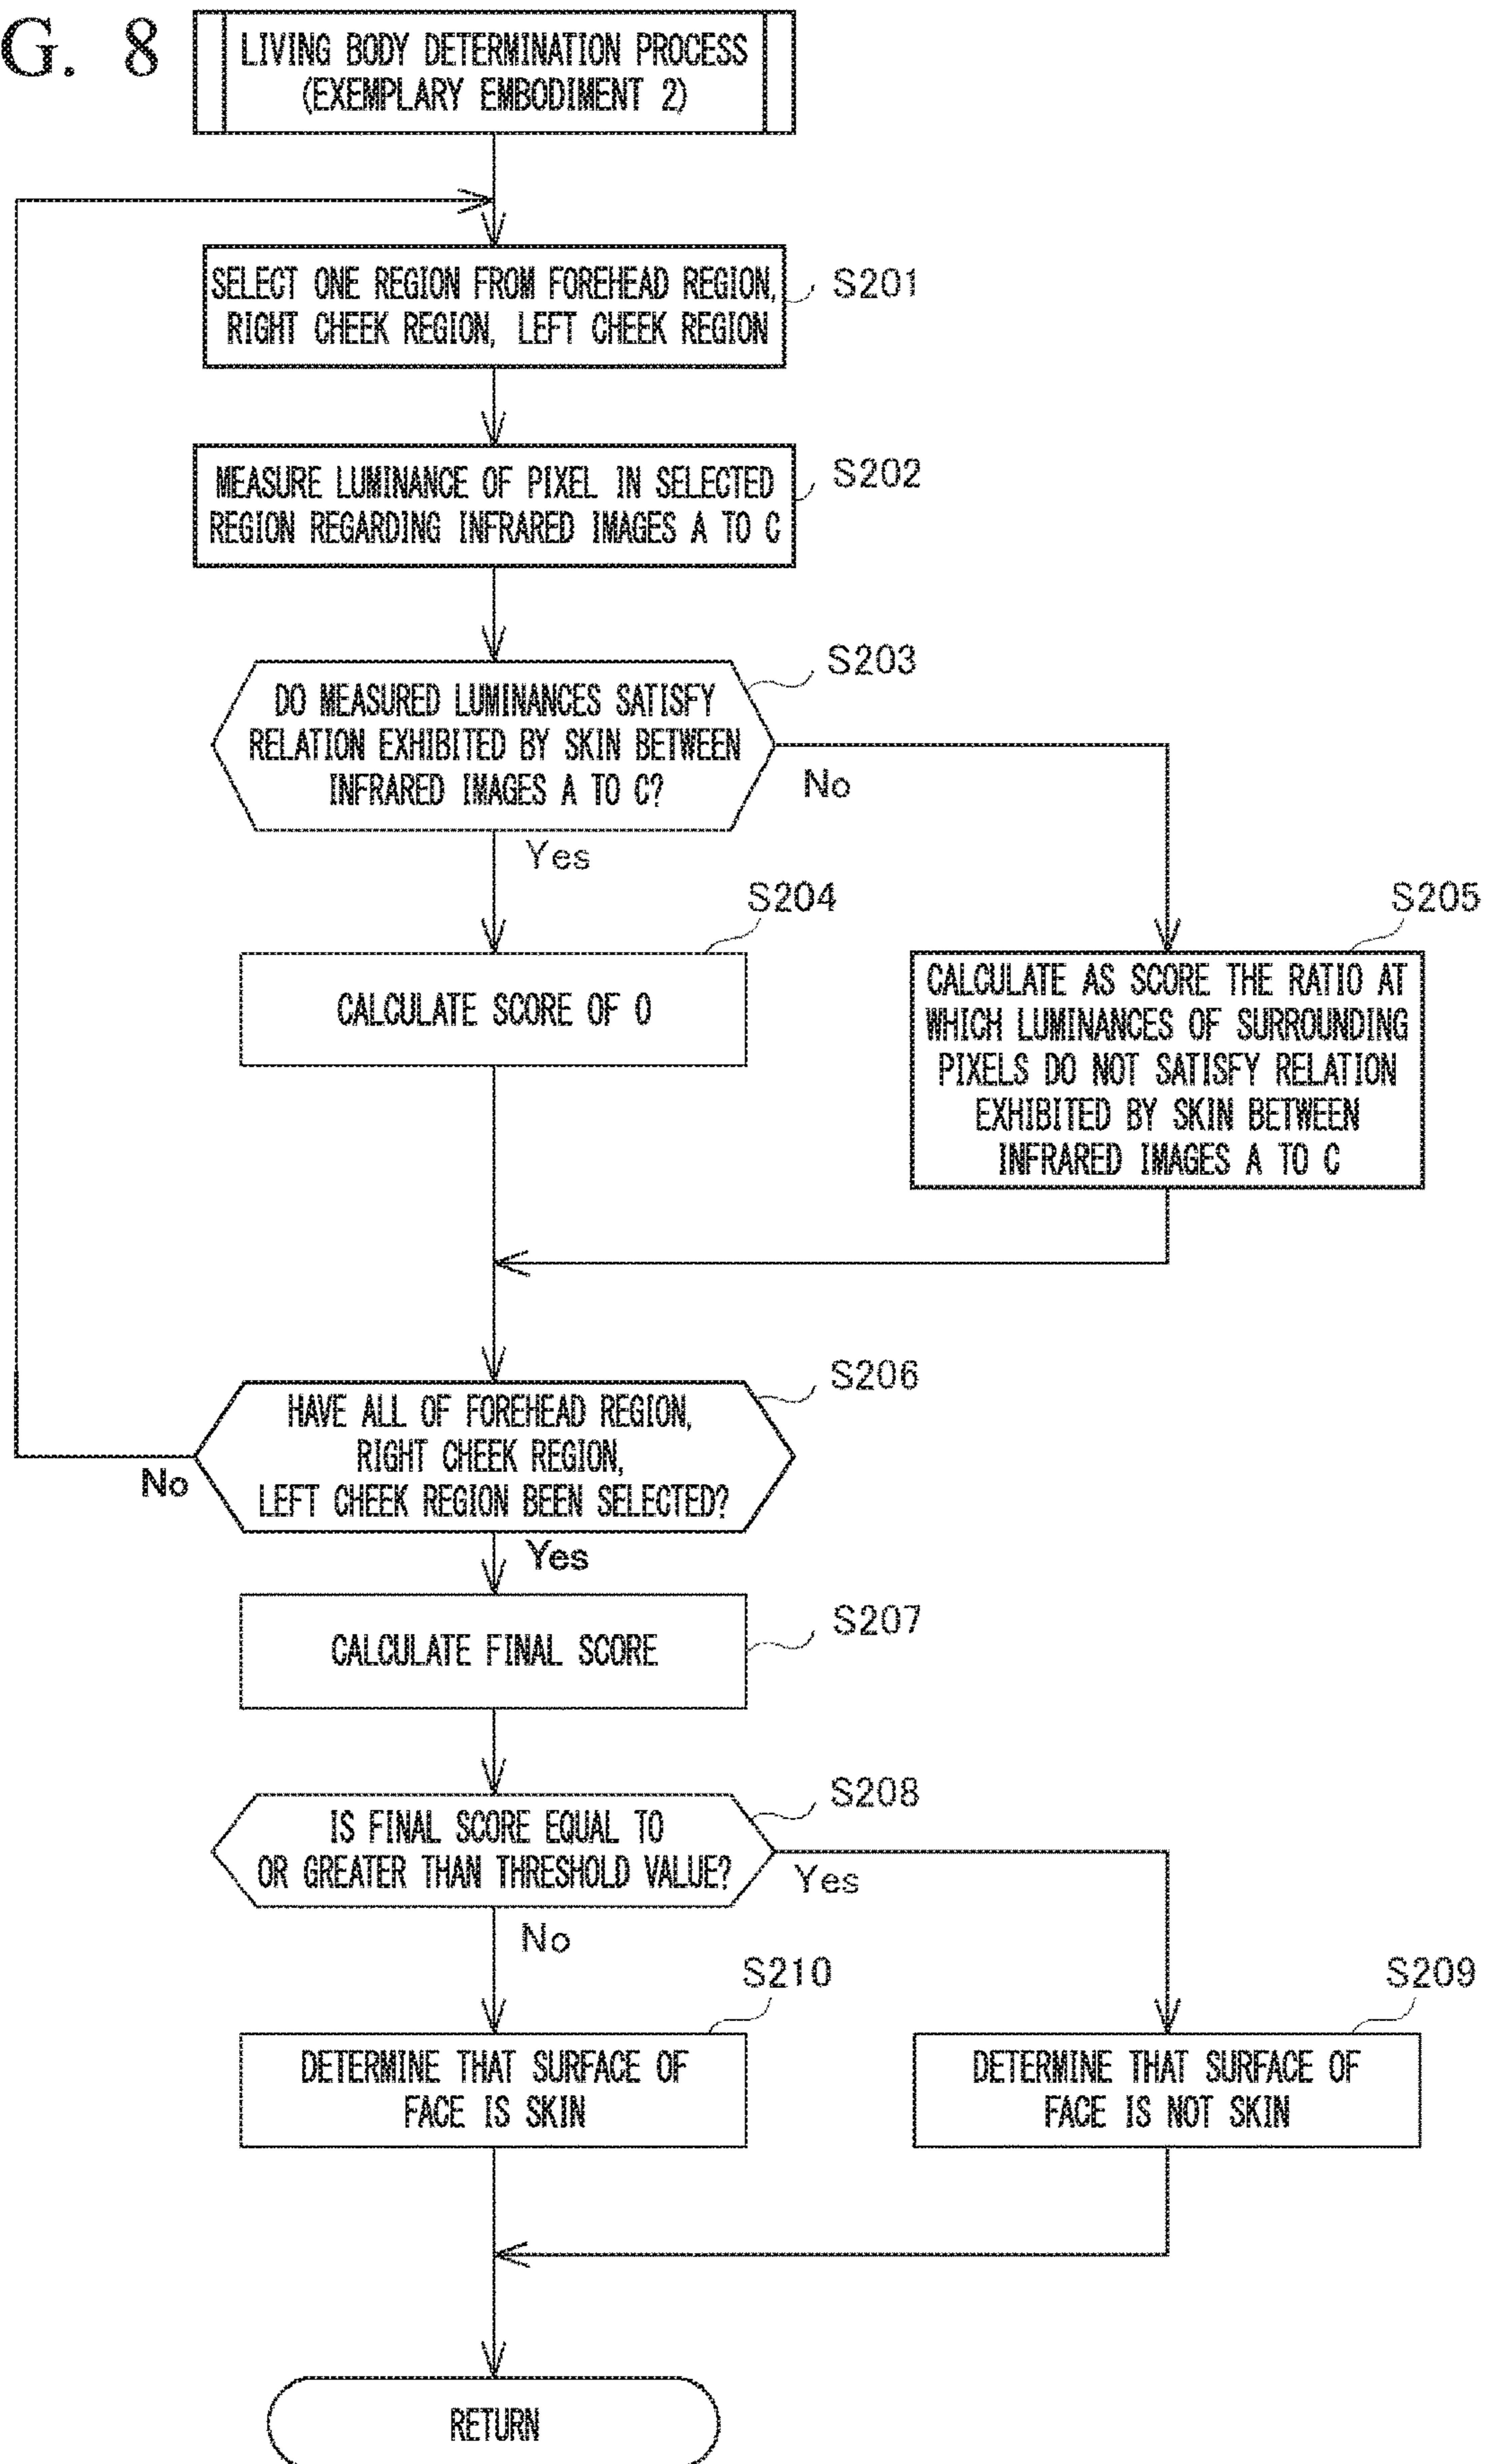 G. 8
LIVING BODY DETERMINATION PROCESS
(EXEMPLARY EMBODIMENT 2)
SELECT ONE REGION FROM FOREHEAD REGION,
RIGHT CHEEK REGION, LEFT CHEEK REGION
S201
MEASURE LUMINANCE OF PIXEL IN SELECTED
REGION REGARDING INFRARED IMAGES A TO C
S202
DO MEASURED LUMINANCES SATISFY
RELATION EXHIBITED BY SKIN BETWEEN
INFRARED IMAGES A TO C?
S203
No
Yes
S204
CALCULATE SCORE OF 0
S205
CALCULATE AS SCORE THE RATIO AT
WHICH LUMINANCES OF SURROUNDING
PIXELS DO NOT SATISFY RELATION
EXHIBITED BY SKIN BETWEEN
INFRARED IMAGES A TO C
HAVE ALL OF FOREHEAD REGION,
RIGHT CHEEK REGION,
LEFT CHEEK REGION BEEN SELECTED?
S206
No
Yes
CALCULATE FINAL SCORE
S207
IS FINAL SCORE EQUAL TO
OR GREATER THAN THRESHOLD VALUE?
S208
Yes
No
S210
DETERMINE THAT SURFACE OF
FACE IS SKIN
S209
DETERMINE THAT SURFACE OF
FACE IS NOT SKIN
RETURN